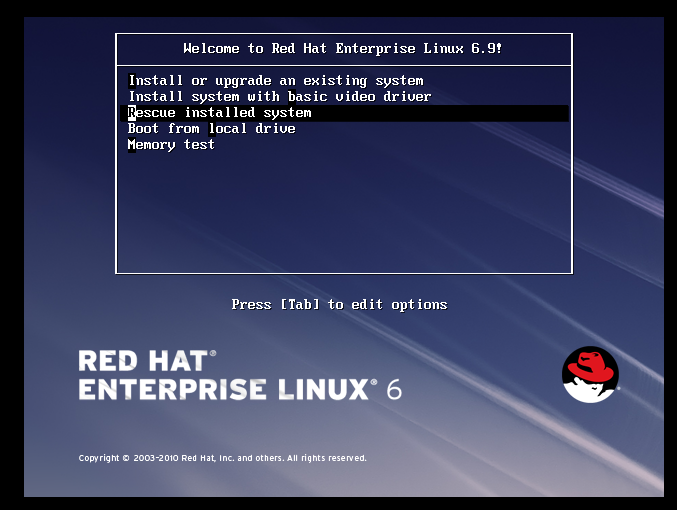 Welcome to Red Hat Enterprise Linux 6.9!
Install or upgrade an existing system
Install system with basic video driver
Rescue installed system
Boot from local drive
Memory test
Press [Tab] to edit options
RED HAT®
ENTERPRISE LINUX® 6
Copyright © 2003-2010 Red Hat, Inc. and others. All rights reserved.